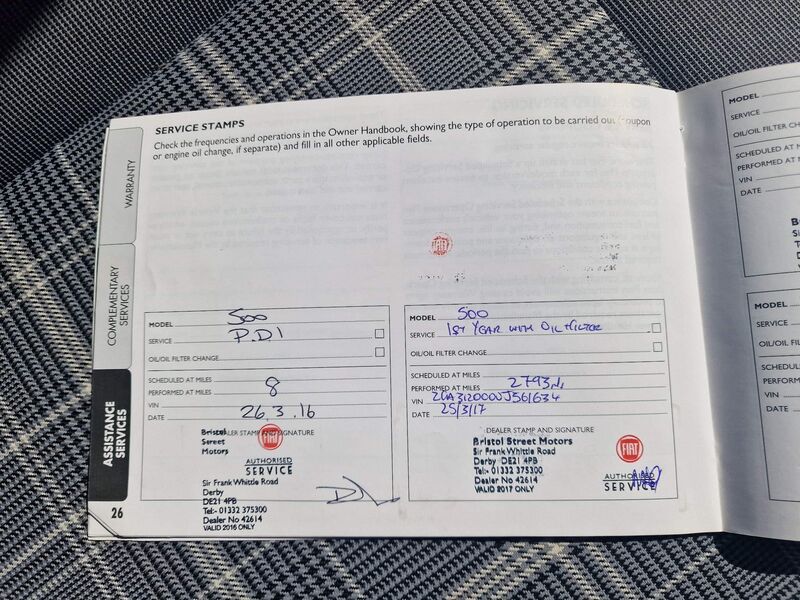 SERVICE STAMPS
Check the frequencies and operations in the Owner Handbook, showing the type of operation to be carried out (coupon
or engine oil change, if separate) and fill in all other applicable fields.
WARRANTY
COMPLEMENTARY
SERVICES
ASSISTANCE
SERVICES
26
MODEL 500
SERVICE P.D.I
OIL/OIL FILTER CHANGE
SCHEDULED AT MILES
PERFORMED AT MILES 8
VIN
DATE 26.3.16
DEALER STAMP AND SIGNATURE
Bristol
Street
Motors
FIAT
AUTHORISED
SERVICE
Sir Frank Whittle Road
Derby
DE21 4PB
Tel:- 01332 375300
Dealer No 42614
VALID 2016 ONLY
FIAT
MODEL 500
SERVICE 1ST YEAR WITH OIL FILTER
OIL/OIL FILTER CHANGE
SCHEDULED AT MILES
PERFORMED AT MILES 2793
VIN ZFA3120000J561634
DATE 25/3/17
DEALER STAMP AND SIGNATURE
Bristol Street Motors
Sir Frank Whittle Road
Derby DE21 4PB
Tel:- 01332 375300
Dealer No 42614
VALID 2017 ONLY
FIAT
AUTHORISED
SERVICE
MODEL
SERVICE
OIL/OIL FILTER
SCHEDULED AT
PERFORMED AT
VIN
DATE
MODEL
SERVICE
OIL/OIL FILTER
SCHEDULED AT
PERFORMED
VIN
DATE